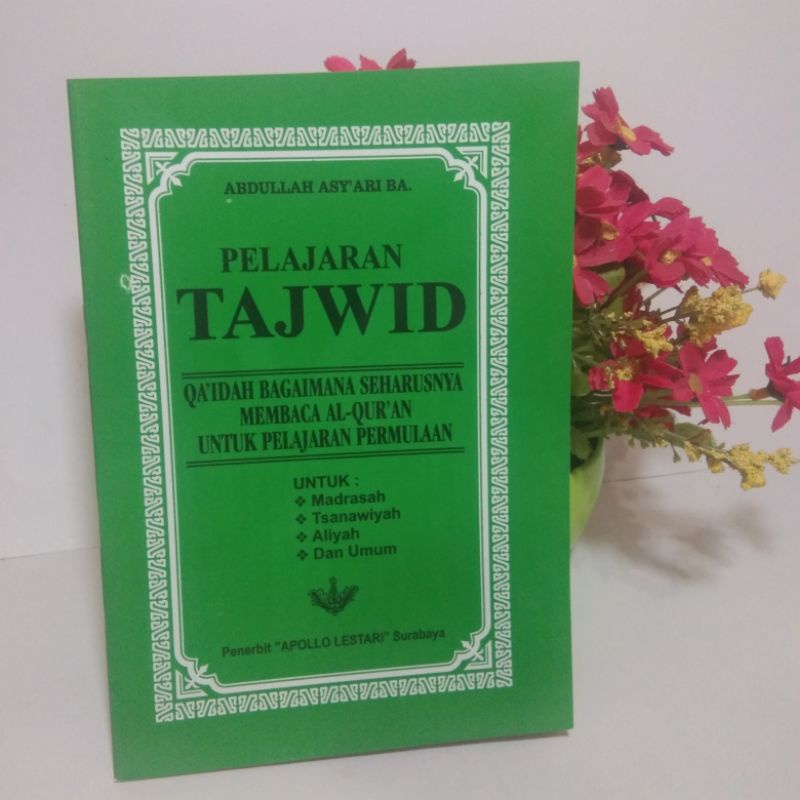 ABDULLAH ASY'ARI BA.
PELAJARAN
TAJWID
QA'IDAH BAGAIMANA SEHARUSNYA
MEMBACA AL-QUR'AN
UNTUK PELAJARAN PERMULAAN
UNTUK :
❖ Madrasah
❖ Tsanawiyah
❖ Aliyah
❖ Dan Umum
Penerbit "APOLLO LESTARI" Surabaya